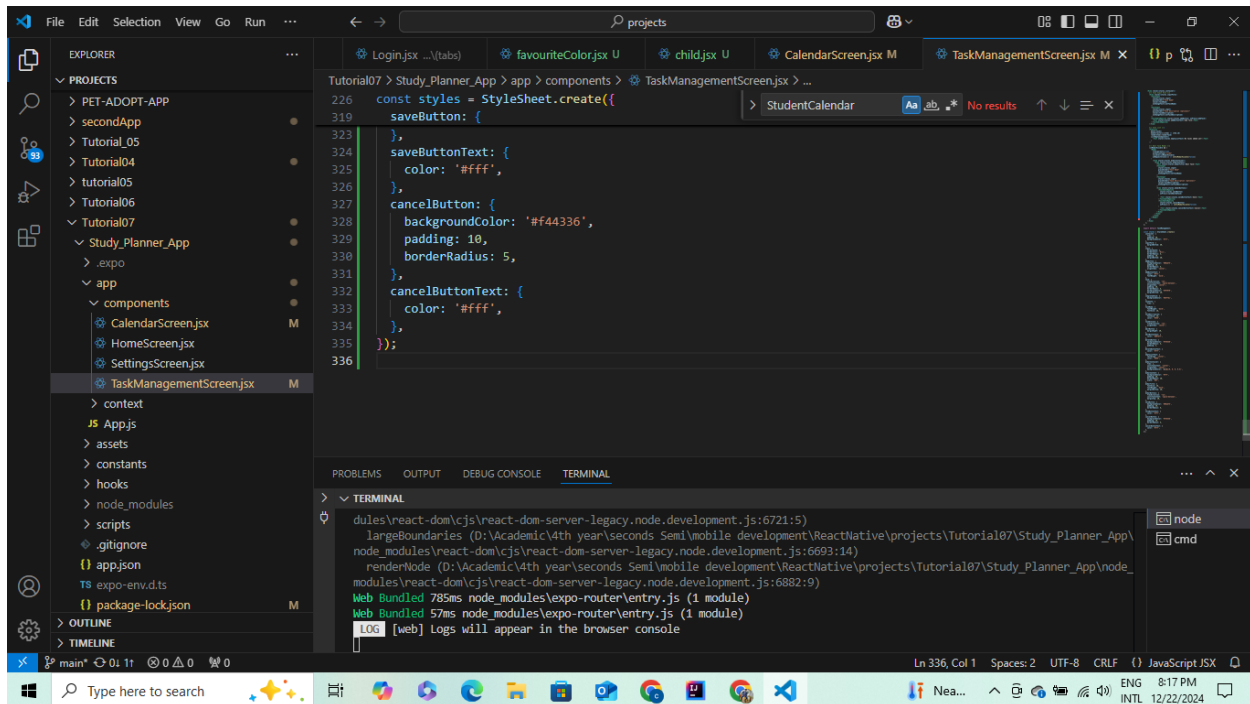 File Edit Selection View Go Run ···
projects
EXPLORER ···
PROJECTS
PET-ADOPT-APP
secondApp
Tutorial_05
Tutorial04
tutorial05
Tutorial06
Tutorial07
Study_Planner_App
.expo
app
components
CalendarScreen.jsx M
HomeScreen.jsx
SettingsScreen.jsx
TaskManagementScreen.jsx M
context
JS App.js
assets
constants
hooks
node_modules
scripts
.gitignore
{} app.json
TS expo-env.d.ts
{} package-lock.json M
OUTLINE
TIMELINE
93
Login.jsx ...\(tabs) favouriteColor.jsx U child.jsx U CalendarScreen.jsx M TaskManagementScreen.jsx M {} p ···
Tutorial07 > Study_Planner_App > app > components > TaskManagementScreen.jsx > ...
StudentCalendar Aa ab .* No results
226 const styles = StyleSheet.create({
319 saveButton: {
323 },
324 saveButtonText: {
325 color: '#fff',
326 },
327 cancelButton: {
328 backgroundColor: '#f44336',
329 padding: 10,
330 borderRadius: 5,
331 },
332 cancelButtonText: {
333 color: '#fff',
334 },
335 });
336
PROBLEMS OUTPUT DEBUG CONSOLE TERMINAL ···
TERMINAL
dules\react-dom\cjs\react-dom-server-legacy.node.development.js:6721:5)
largeBoundaries (D:\Academic\4th year\seconds Semi\mobile development\ReactNative\projects\Tutorial07\Study_Planner_App\
node_modules\react-dom\cjs\react-dom-server-legacy.node.development.js:6693:14)
renderNode (D:\Academic\4th year\seconds Semi\mobile development\ReactNative\projects\Tutorial07\Study_Planner_App\node_
modules\react-dom\cjs\react-dom-server-legacy.node.development.js:6882:9)
Web Bundled 785ms node_modules\expo-router\entry.js (1 module)
Web Bundled 57ms node_modules\expo-router\entry.js (1 module)
LOG [web] Logs will appear in the browser console
node
cmd
main* 0↓ 1↑ 0 0 0 Ln 336, Col 1 Spaces: 2 UTF-8 CRLF {} JavaScript JSX
Type here to search
Nea... ENG INTL 8:17 PM 12/22/2024